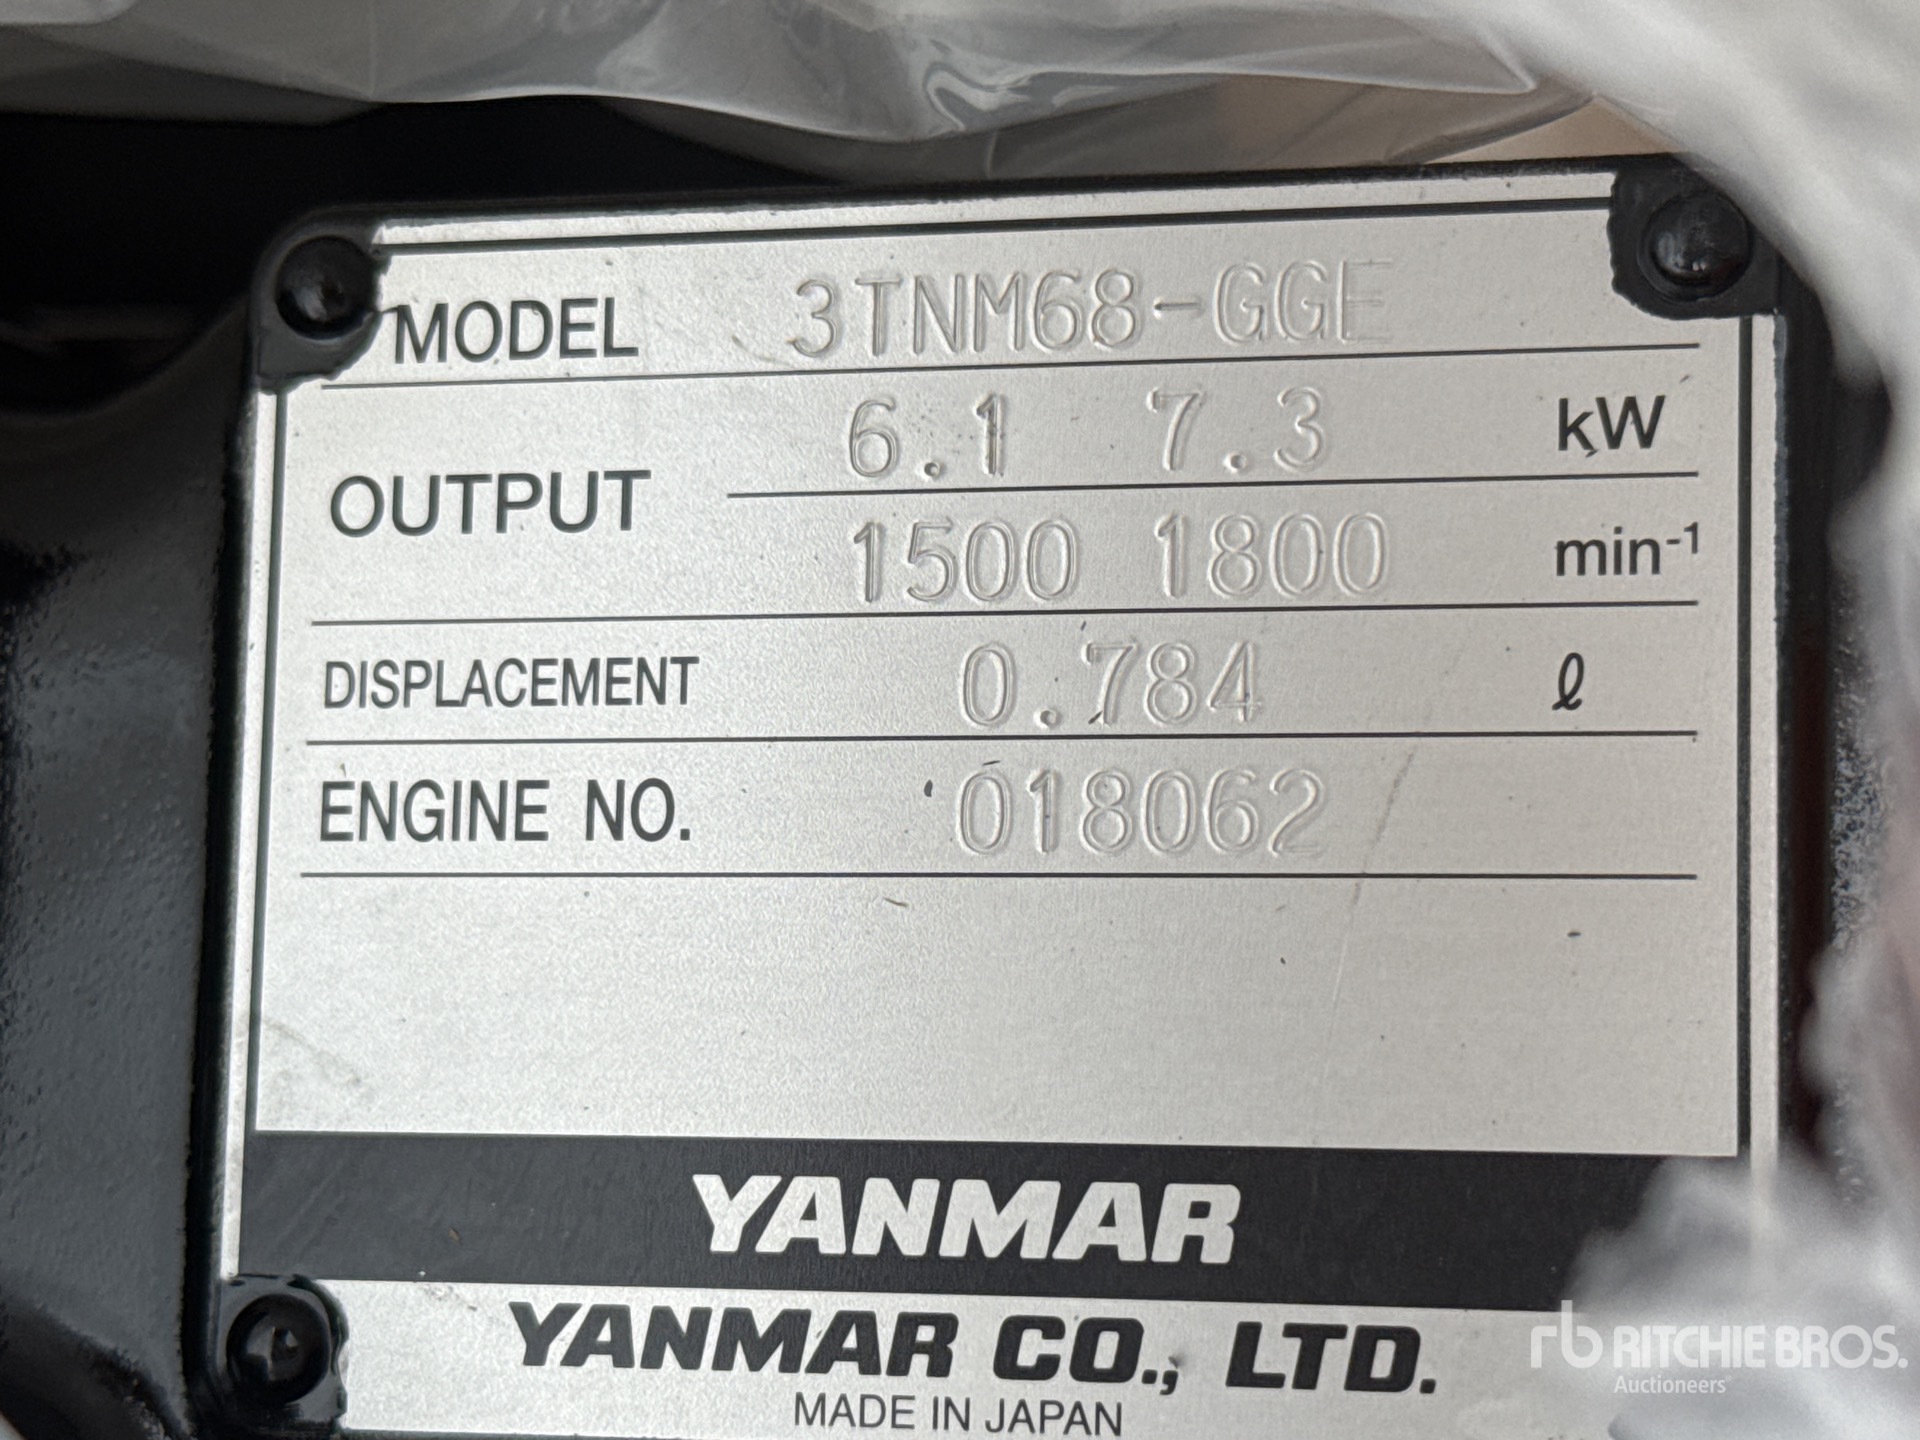 MODEL 3TNM68-GGE
OUTPUT 6.1 7.3 kW
1500 1800 min-1
DISPLACEMENT 0.784 ℓ
ENGINE NO. 018062
YANMAR
YANMAR CO., LTD.
MADE IN JAPAN
rb RITCHIE BROS.
Auctioneers